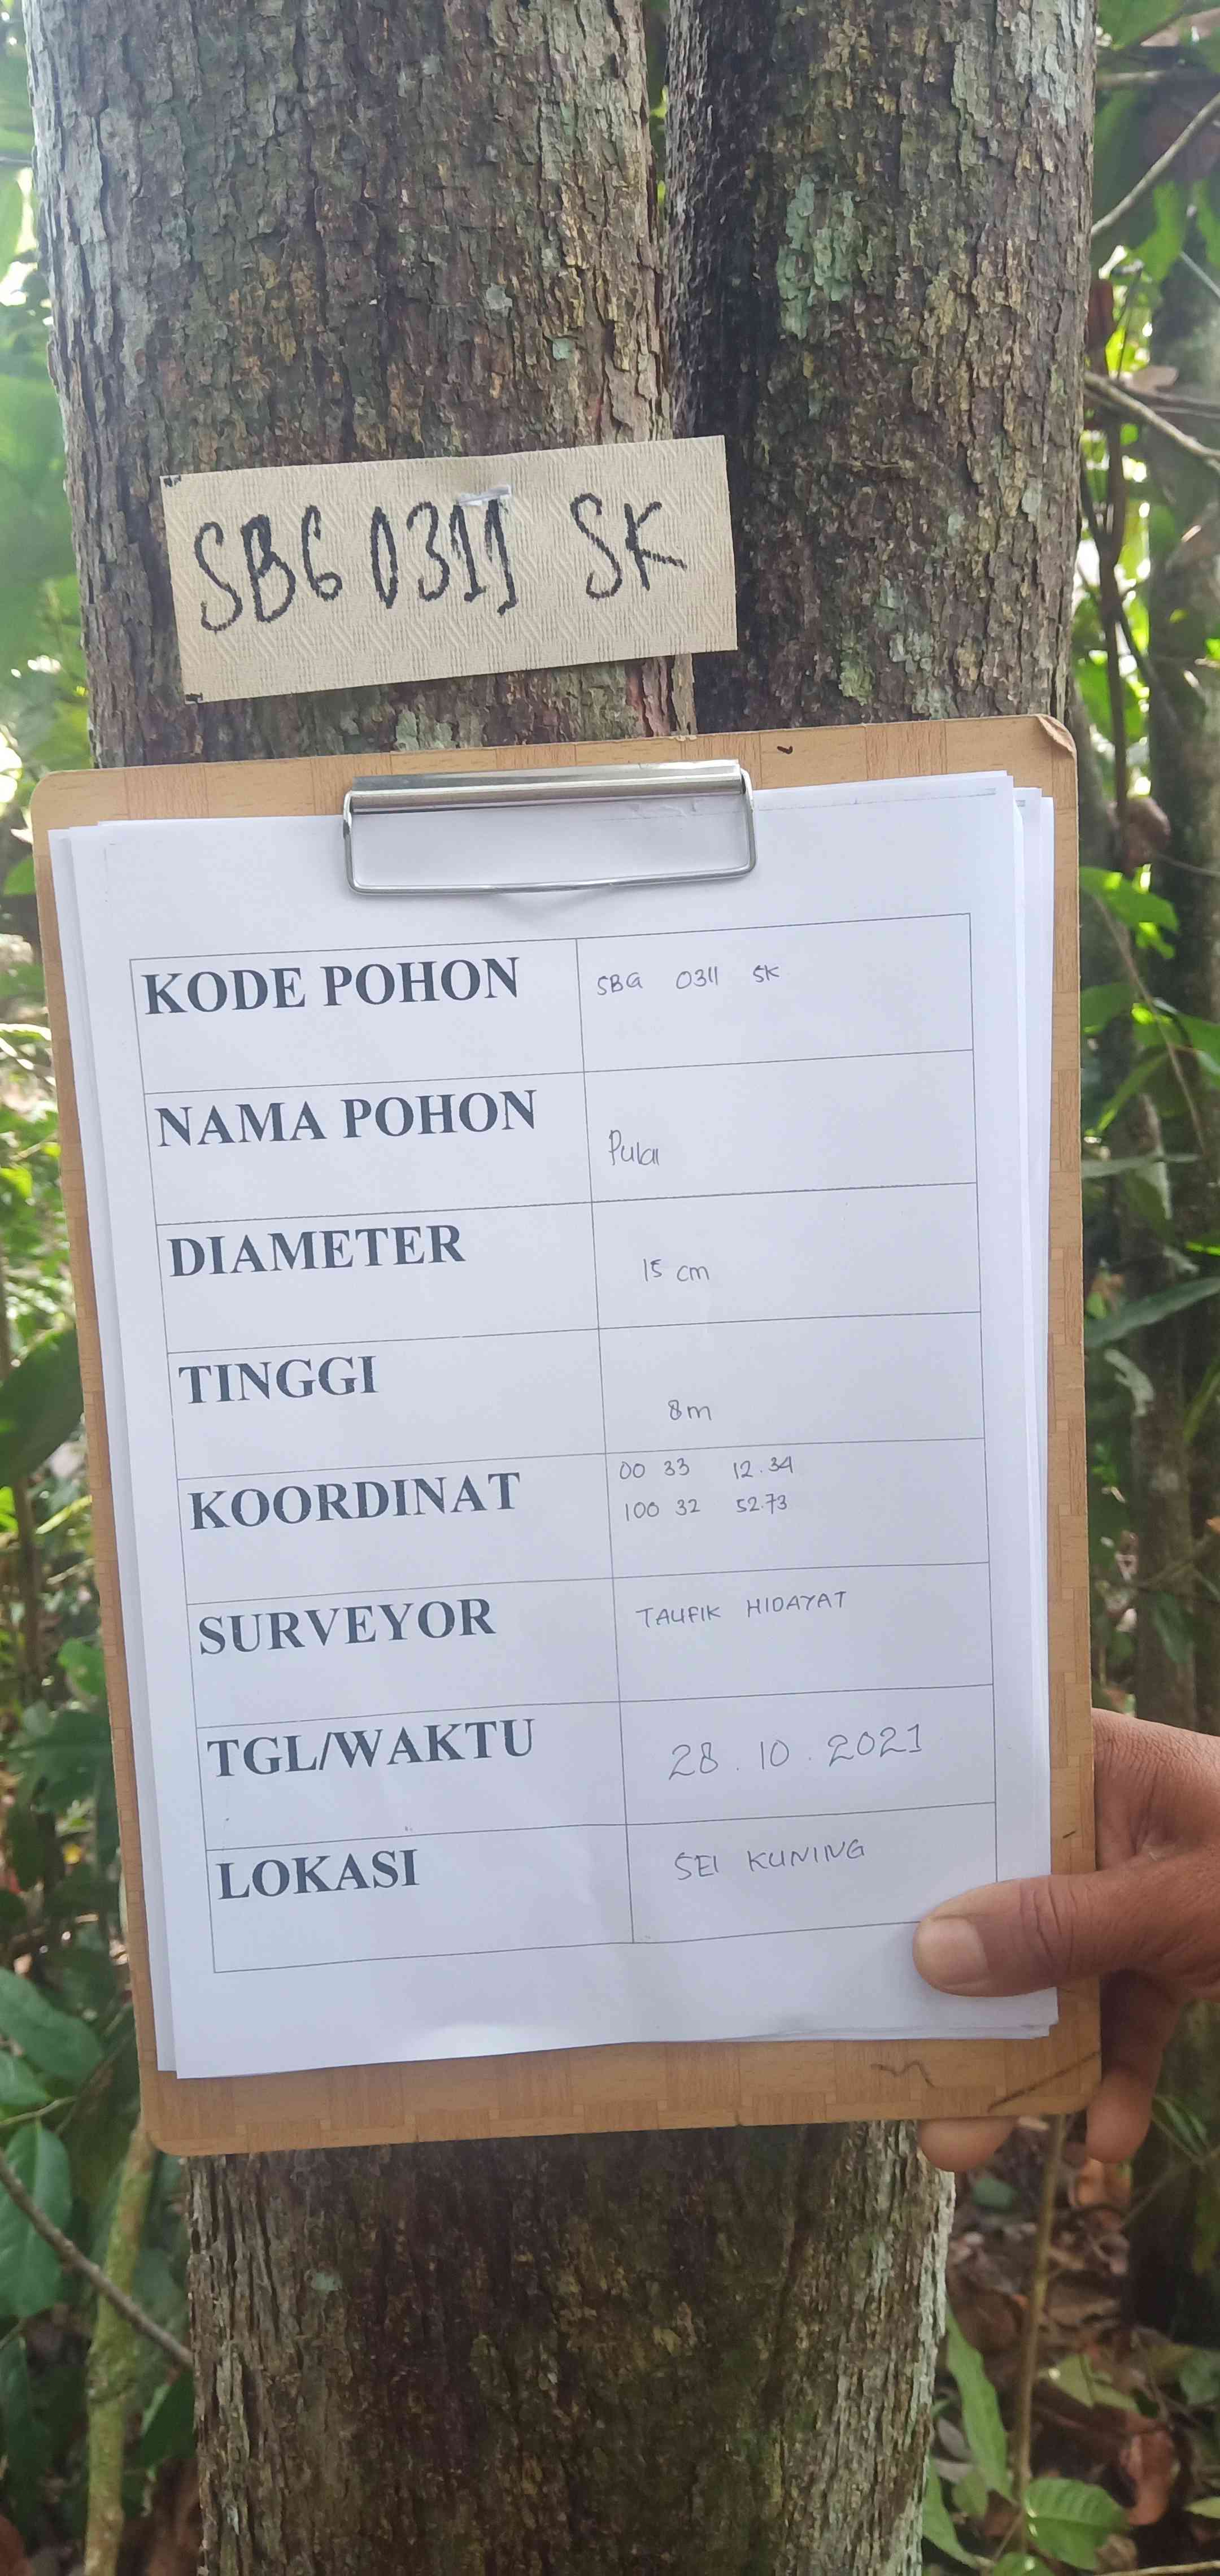 SBG 0311 SK
KODE POHON SBG 0311 SK
NAMA POHON Pulai
DIAMETER 15 cm
TINGGI 8m
KOORDINAT 00 33 12.34
100 32 52.73
SURVEYOR TAUFIK HIDAYAT
TGL/WAKTU 28.10.2021
LOKASI SEI KUNING